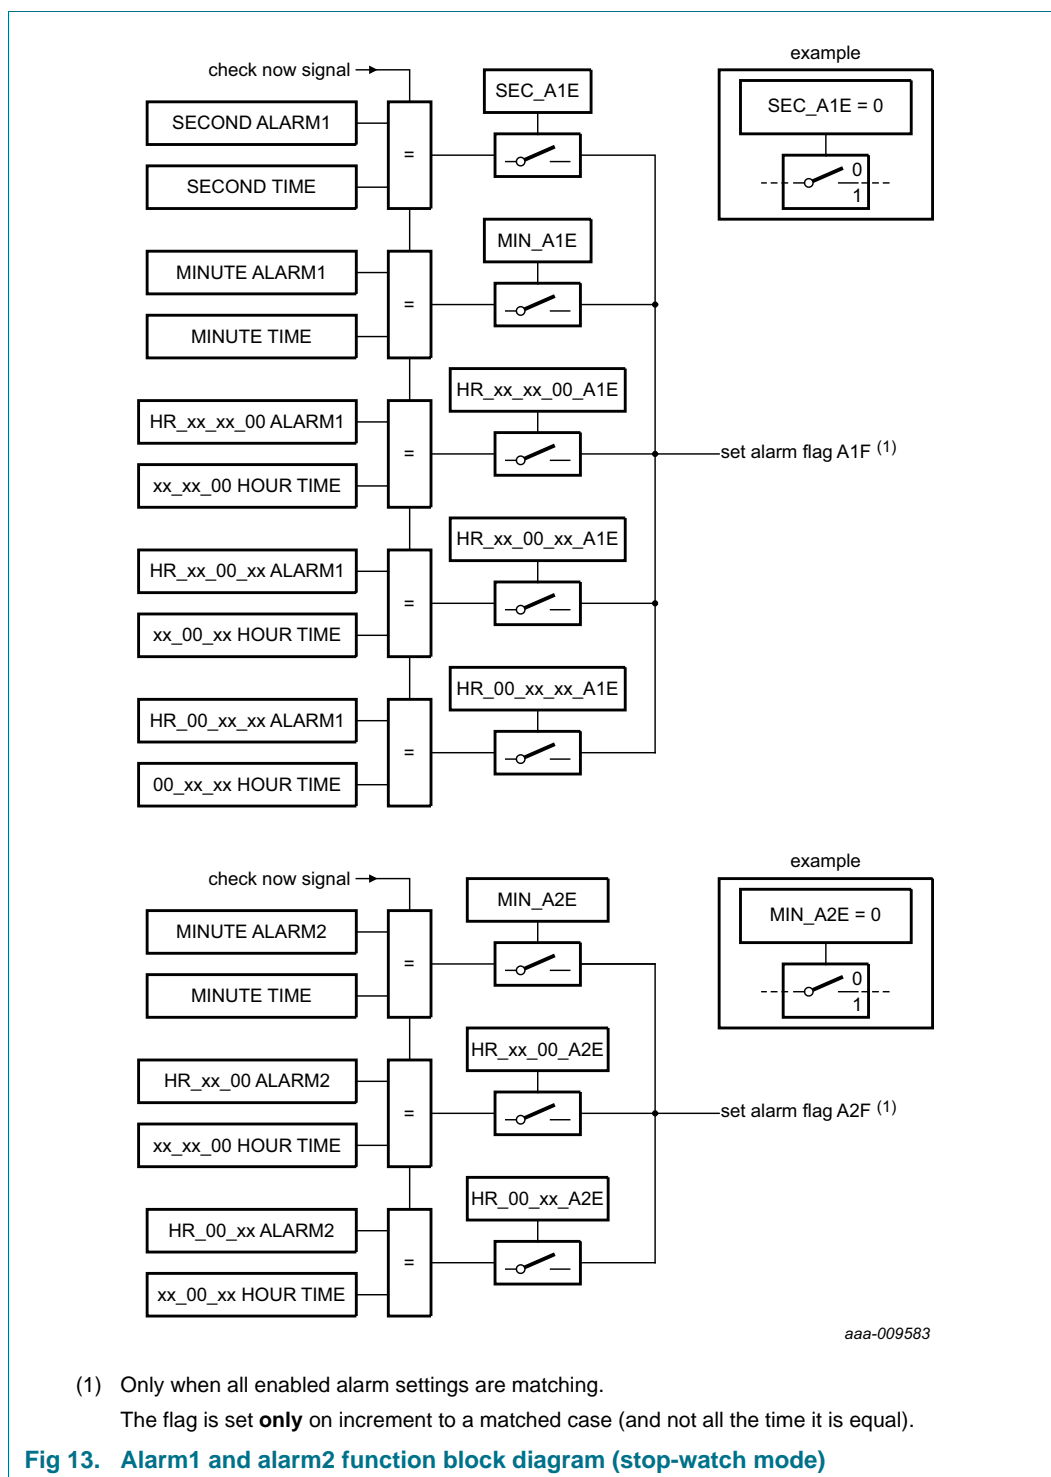 example
check now signal
SEC_A1E
SEC_A1E = 0
SECOND ALARM1
=
0
1
SECOND TIME
MIN_A1E
MINUTE ALARM1
=
MINUTE TIME
HR_xx_xx_00_A1E
HR_xx_xx_00 ALARM1
=
set alarm flag A1F (1)
xx_xx_00 HOUR TIME
HR_xx_00_xx_A1E
HR_xx_00_xx ALARM1
=
xx_00_xx HOUR TIME
HR_00_xx_xx_A1E
HR_00_xx_xx ALARM1
=
00_xx_xx HOUR TIME
example
check now signal
MIN_A2E
MIN_A2E = 0
MINUTE ALARM2
=
0
1
MINUTE TIME
HR_xx_00_A2E
HR_xx_00 ALARM2
=
set alarm flag A2F (1)
xx_xx_00 HOUR TIME
HR_00_xx_A2E
HR_00_xx ALARM2
=
xx_00_xx HOUR TIME
aaa-009583
(1) Only when all enabled alarm settings are matching.
The flag is set only on increment to a matched case (and not all the time it is equal).
Fig 13. Alarm1 and alarm2 function block diagram (stop-watch mode)